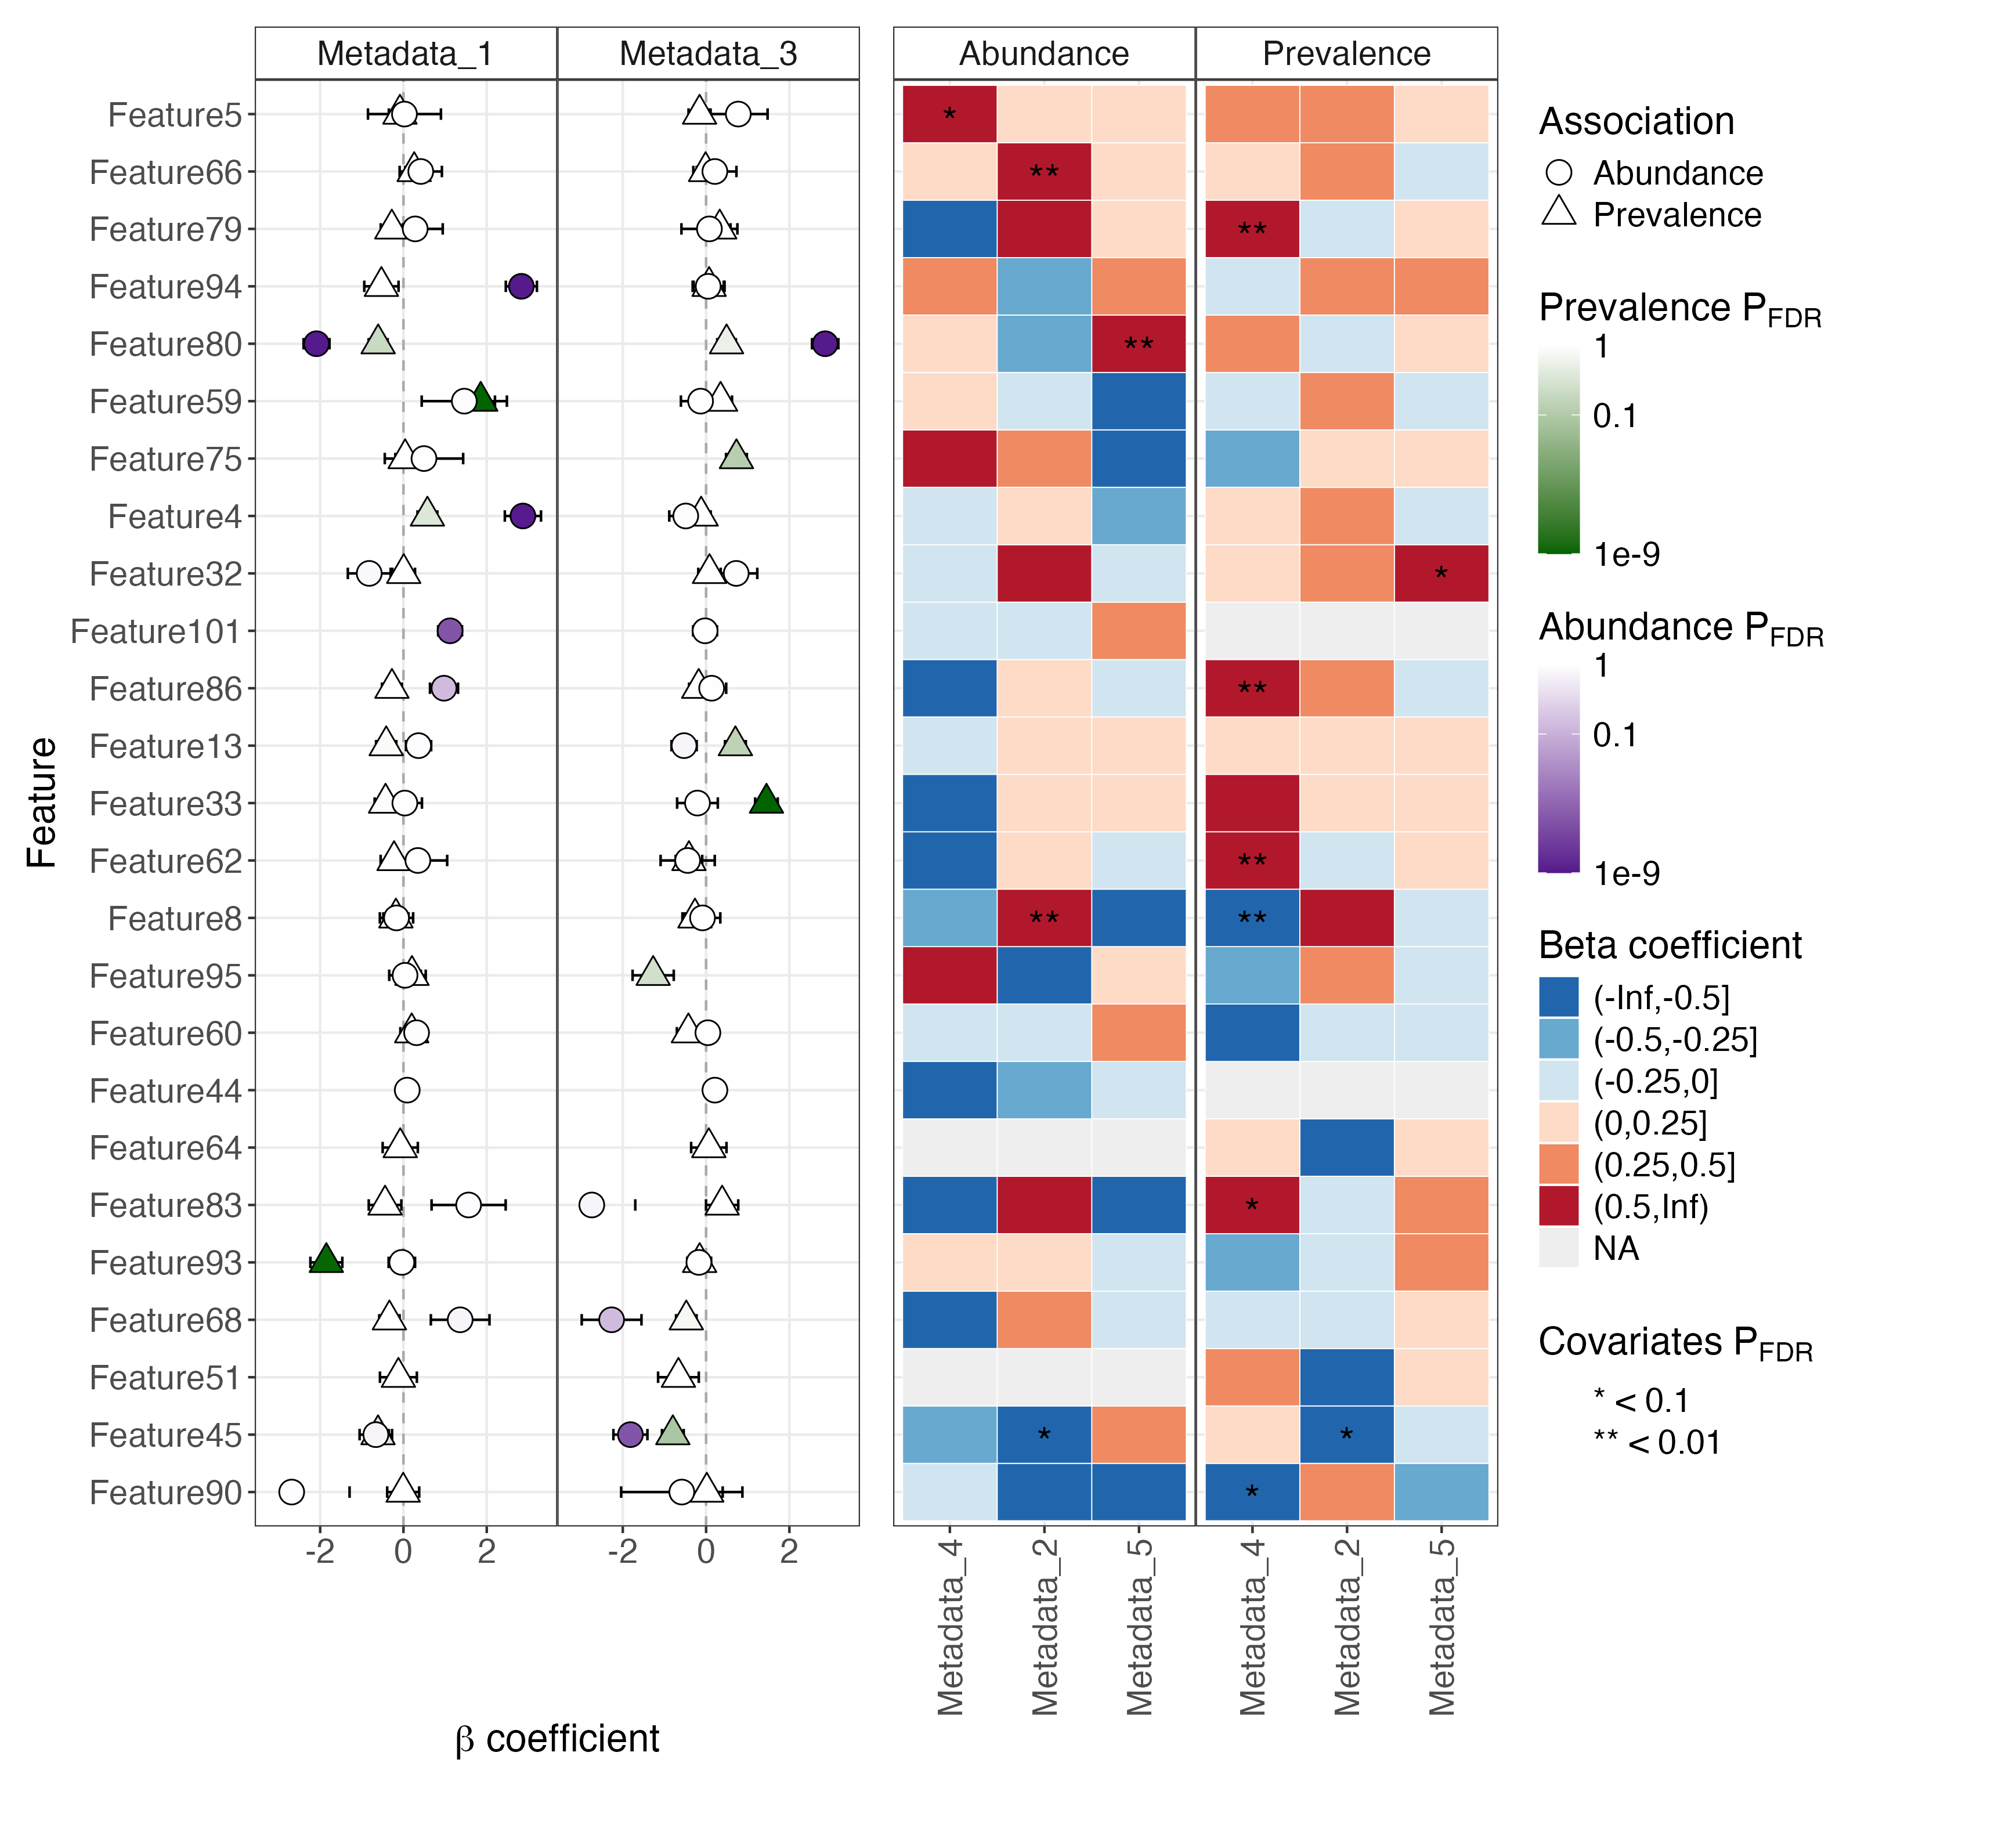 Metadata_1 Metadata_3 Abundance Prevalence
Feature5 *
Feature66 **
Feature79 **
Feature94
Feature80 **
Feature59
Feature75
Feature4
Feature32 *
Feature101
Feature86 **
Feature13
Feature33
Feature62 **
Feature8 ** **
Feature95
Feature60
Feature44
Feature64
Feature83 *
Feature93
Feature68
Feature51
Feature45 * *
Feature90 *
Feature
-2 0 2 -2 0 2
β coefficient
Metadata_4 Metadata_2 Metadata_5 Metadata_4 Metadata_2 Metadata_5
Association
Abundance
Prevalence
Prevalence PFDR
1
0.1
1e-9
Abundance PFDR
1
0.1
1e-9
Beta coefficient
(-Inf,-0.5]
(-0.5,-0.25]
(-0.25,0]
(0,0.25]
(0.25,0.5]
(0.5,Inf)
NA
Covariates PFDR
* < 0.1
** < 0.01